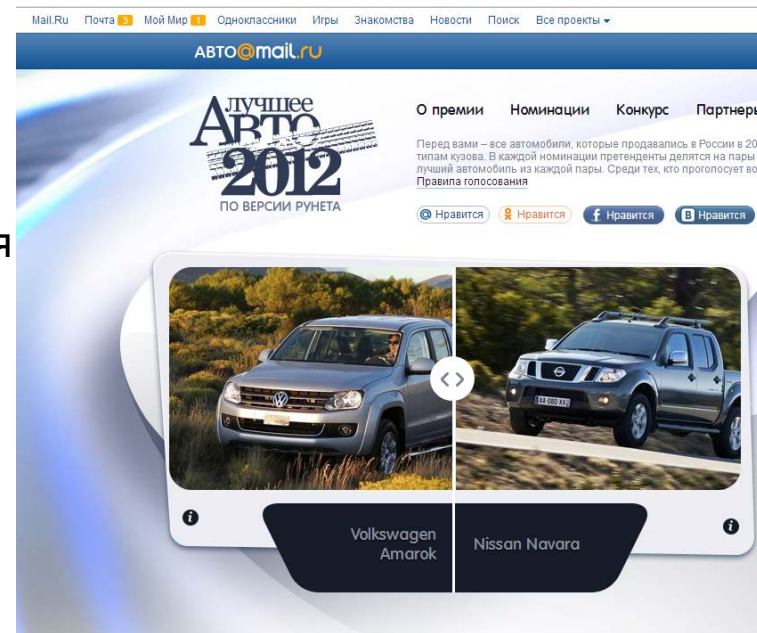 Mail.Ru Почта 3 Мой Мир 1 Одноклассники Игры Знакомства Новости Поиск Все проекты
АВТО@mail.ru
Лучшее
Авто
2012
ПО ВЕРСИИ РУНЕТА
О премии Номинации Конкурс Партнеры
Перед вами – все автомобили, которые продавались в России в 20
типам кузова. В каждой номинации претенденты делятся на пары
лучший автомобиль из каждой пары. Среди тех, кто проголосует во
Правила голосования
Нравится Нравится Нравится Нравится
я
AA-080-XX
Volkswagen
Amarok
Nissan Navara